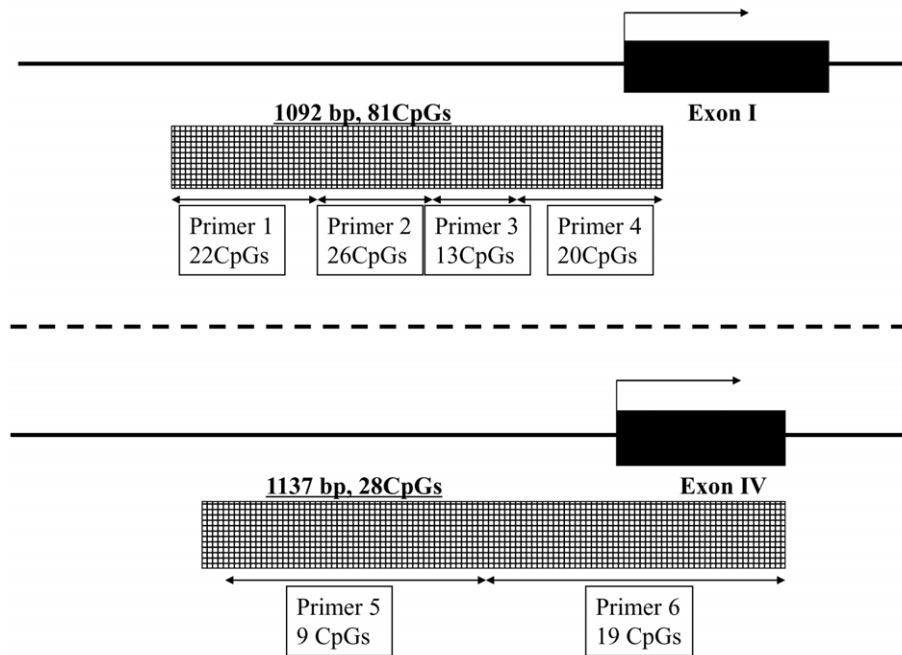 1092 bp, 81CpGs
Exon I
Primer 1
22CpGs
Primer 2
26CpGs
Primer 3
13CpGs
Primer 4
20CpGs
1137 bp, 28CpGs
Exon IV
Primer 5
9 CpGs
Primer 6
19 CpGs